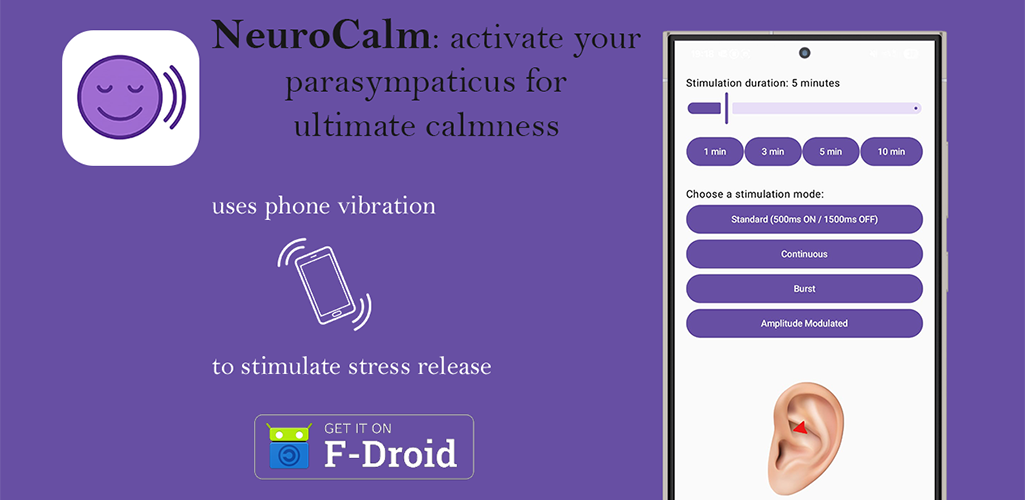 NeuroCalm: activate your
parasympaticus for
ultimate calmness
uses phone vibration
to stimulate stress release
GET IT ON
F-Droid
Stimulation duration: 5 minutes
1 min
3 min
5 min
10 min
Choose a stimulation mode:
Standard (500ms ON / 1500ms OFF)
Continuous
Burst
Amplitude Modulated